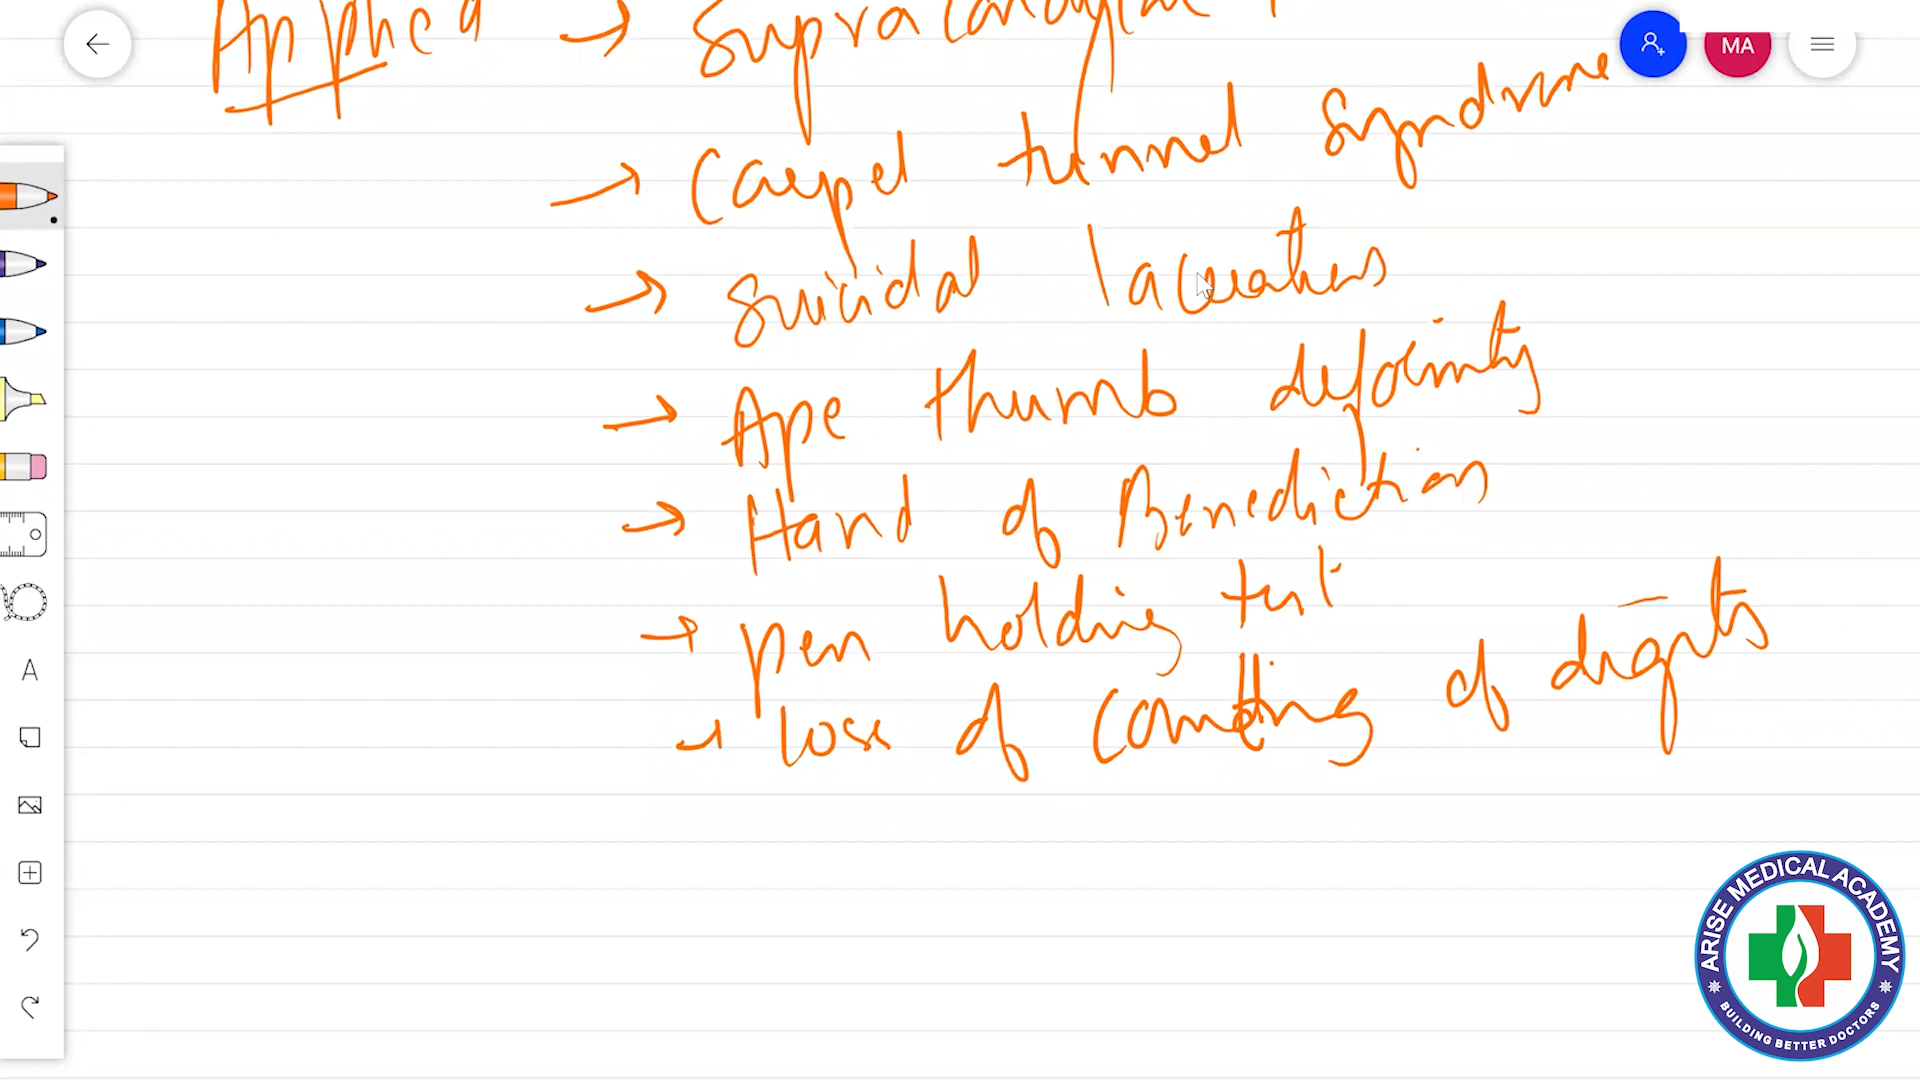 Applied → Supracondylar
MA
→ Carpel tunnel syndrome
→ Suicidal lacerations
→ Ape thumb deformity
→ Hand of Benediction
→ pen holding test
→ loss of counting of digits
A
ARISE MEDICAL ACADEMY
BUILDING BETTER DOCTORS